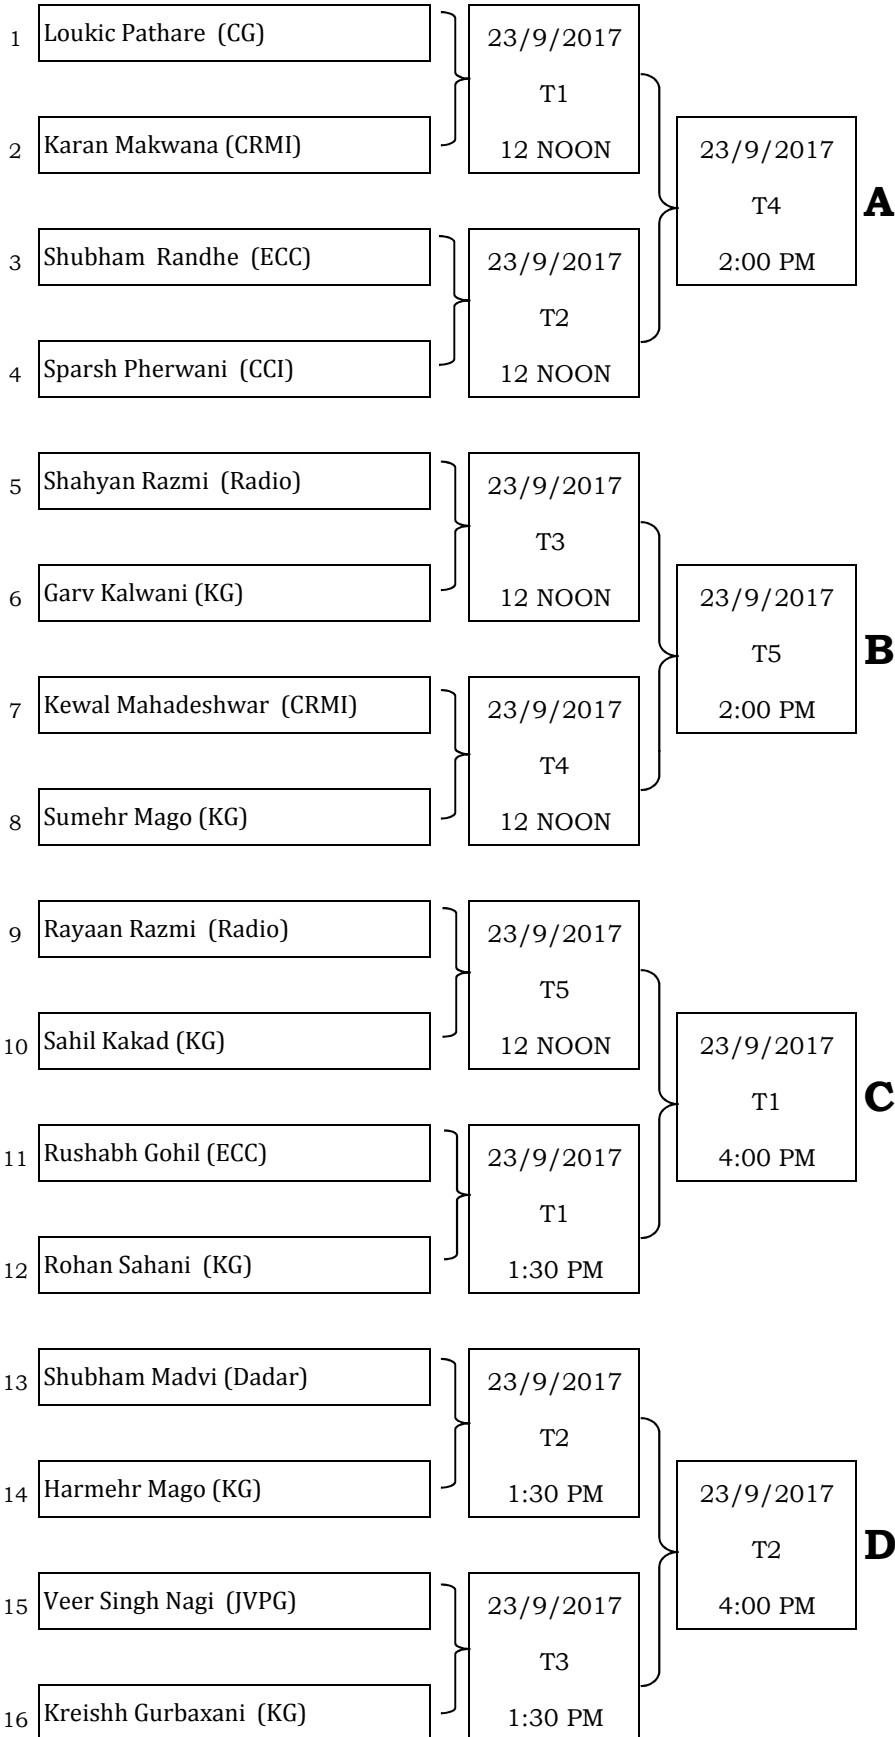 1 Loukic Pathare (CG)
23/9/2017
T1
12 NOON
2 Karan Makwana (CRMI)
23/9/2017
T4
2:00 PM
A
3 Shubham Randhe (ECC)
23/9/2017
T2
12 NOON
4 Sparsh Pherwani (CCI)
5 Shahyan Razmi (Radio)
23/9/2017
T3
12 NOON
6 Garv Kalwani (KG)
23/9/2017
T5
2:00 PM
B
7 Kewal Mahadeshwar (CRMI)
23/9/2017
T4
12 NOON
8 Sumehr Mago (KG)
9 Rayaan Razmi (Radio)
23/9/2017
T5
12 NOON
10 Sahil Kakad (KG)
23/9/2017
T1
4:00 PM
C
11 Rushabh Gohil (ECC)
23/9/2017
T1
1:30 PM
12 Rohan Sahani (KG)
13 Shubham Madvi (Dadar)
23/9/2017
T2
1:30 PM
14 Harmehr Mago (KG)
23/9/2017
T2
4:00 PM
D
15 Veer Singh Nagi (JVPG)
23/9/2017
T3
1:30 PM
16 Kreishh Gurbaxani (KG)